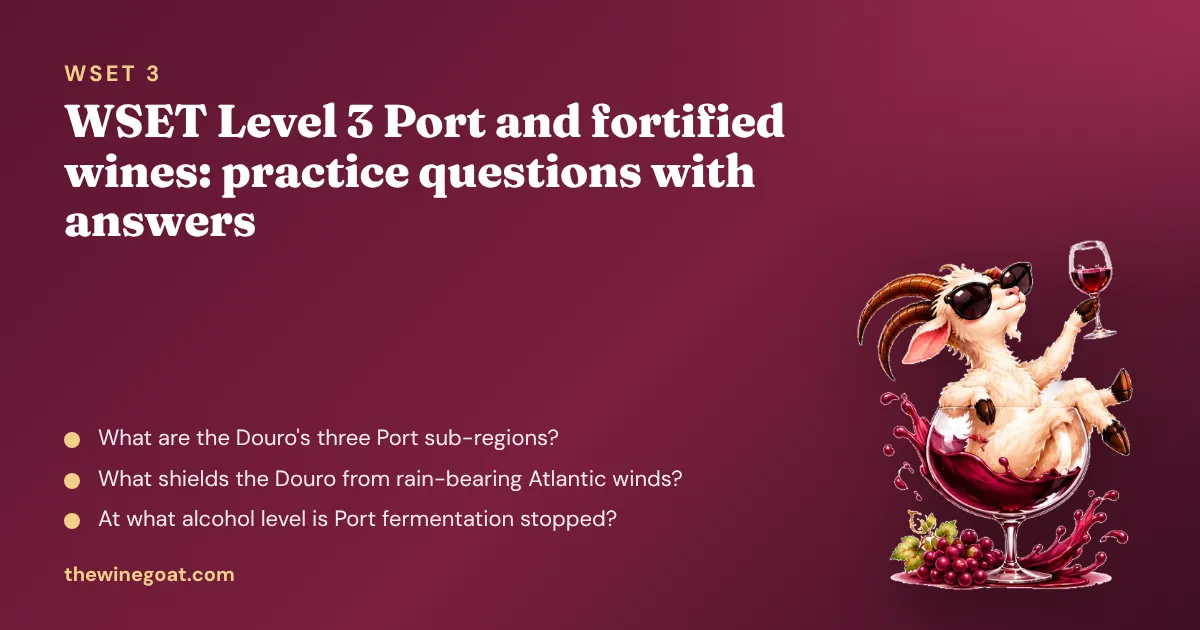 WSET 3
WSET Level 3 Port and fortified
wines: practice questions with
answers
What are the Douro's three Port sub-regions?
What shields the Douro from rain-bearing Atlantic winds?
At what alcohol level is Port fermentation stopped?
thewinegoat.com